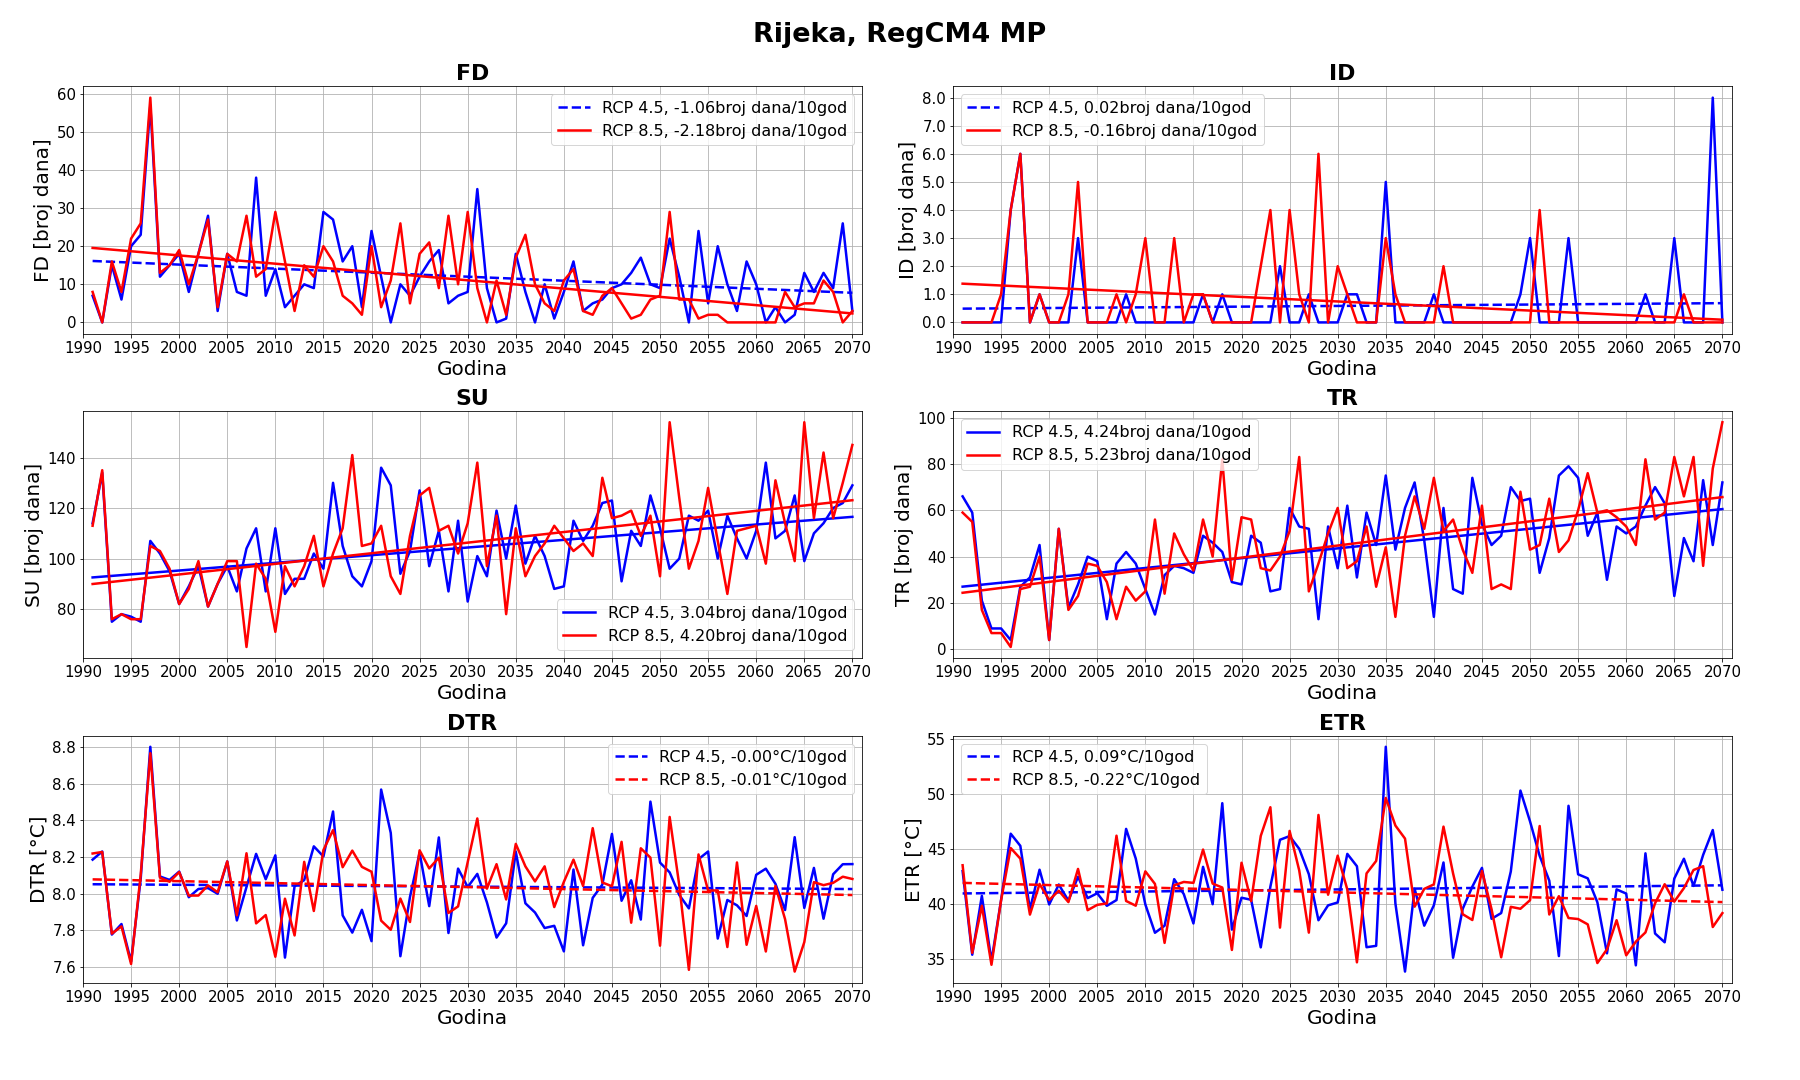 Rijeka, RegCM4 MP
FD
FD [broj dana]
60
50
40
30
20
10
0
RCP 4.5, -1.06broj dana/10god
RCP 8.5, -2.18broj dana/10god
1990 1995 2000 2005 2010 2015 2020 2025 2030 2035 2040 2045 2050 2055 2060 2065 2070
Godina
ID
ID [broj dana]
8.0
7.0
6.0
5.0
4.0
3.0
2.0
1.0
0.0
RCP 4.5, 0.02broj dana/10god
RCP 8.5, -0.16broj dana/10god
1990 1995 2000 2005 2010 2015 2020 2025 2030 2035 2040 2045 2050 2055 2060 2065 2070
Godina
SU
SU [broj dana]
140
120
100
80
RCP 4.5, 3.04broj dana/10god
RCP 8.5, 4.20broj dana/10god
1990 1995 2000 2005 2010 2015 2020 2025 2030 2035 2040 2045 2050 2055 2060 2065 2070
Godina
TR
TR [broj dana]
100
80
60
40
20
0
RCP 4.5, 4.24broj dana/10god
RCP 8.5, 5.23broj dana/10god
1990 1995 2000 2005 2010 2015 2020 2025 2030 2035 2040 2045 2050 2055 2060 2065 2070
Godina
DTR
DTR [°C]
8.8
8.6
8.4
8.2
8.0
7.8
7.6
RCP 4.5, -0.00°C/10god
RCP 8.5, -0.01°C/10god
1990 1995 2000 2005 2010 2015 2020 2025 2030 2035 2040 2045 2050 2055 2060 2065 2070
Godina
ETR
ETR [°C]
55
50
45
40
35
RCP 4.5, 0.09°C/10god
RCP 8.5, -0.22°C/10god
1990 1995 2000 2005 2010 2015 2020 2025 2030 2035 2040 2045 2050 2055 2060 2065 2070
Godina